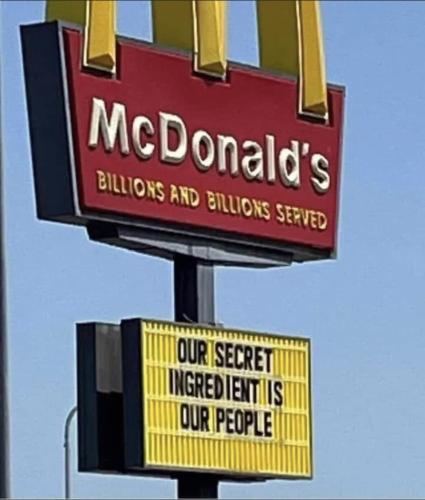 McDonald's
BILLIONS AND BILLIONS SERVED
OUR SECRET
INGREDIENT IS
OUR PEOPLE